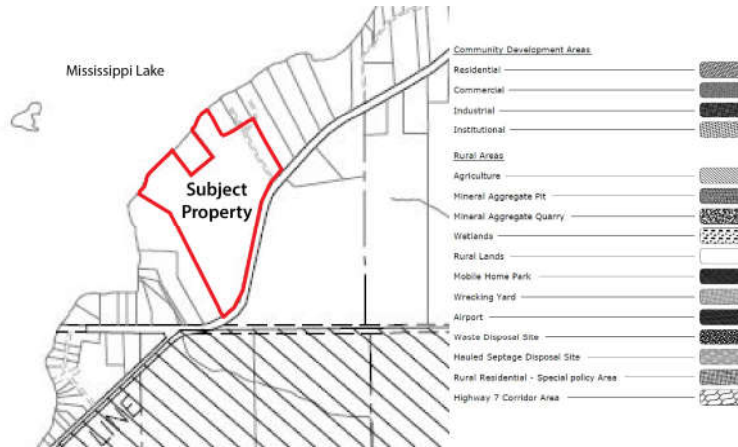 Mississippi Lake
Subject
Property
LINE
Community Development Areas
Residential
Commercial
Industrial
Institutional
Rural Areas
Agriculture
Mineral Aggregate Pit
Mineral Aggregate Quarry
Wetlands
Rural Lands
Mobile Home Park
Wrecking Yard
Airport
Waste Disposal Site
Hauled Septage Disposal Site
Rural Residential - Special policy Area
Highway 7 Corridor Area